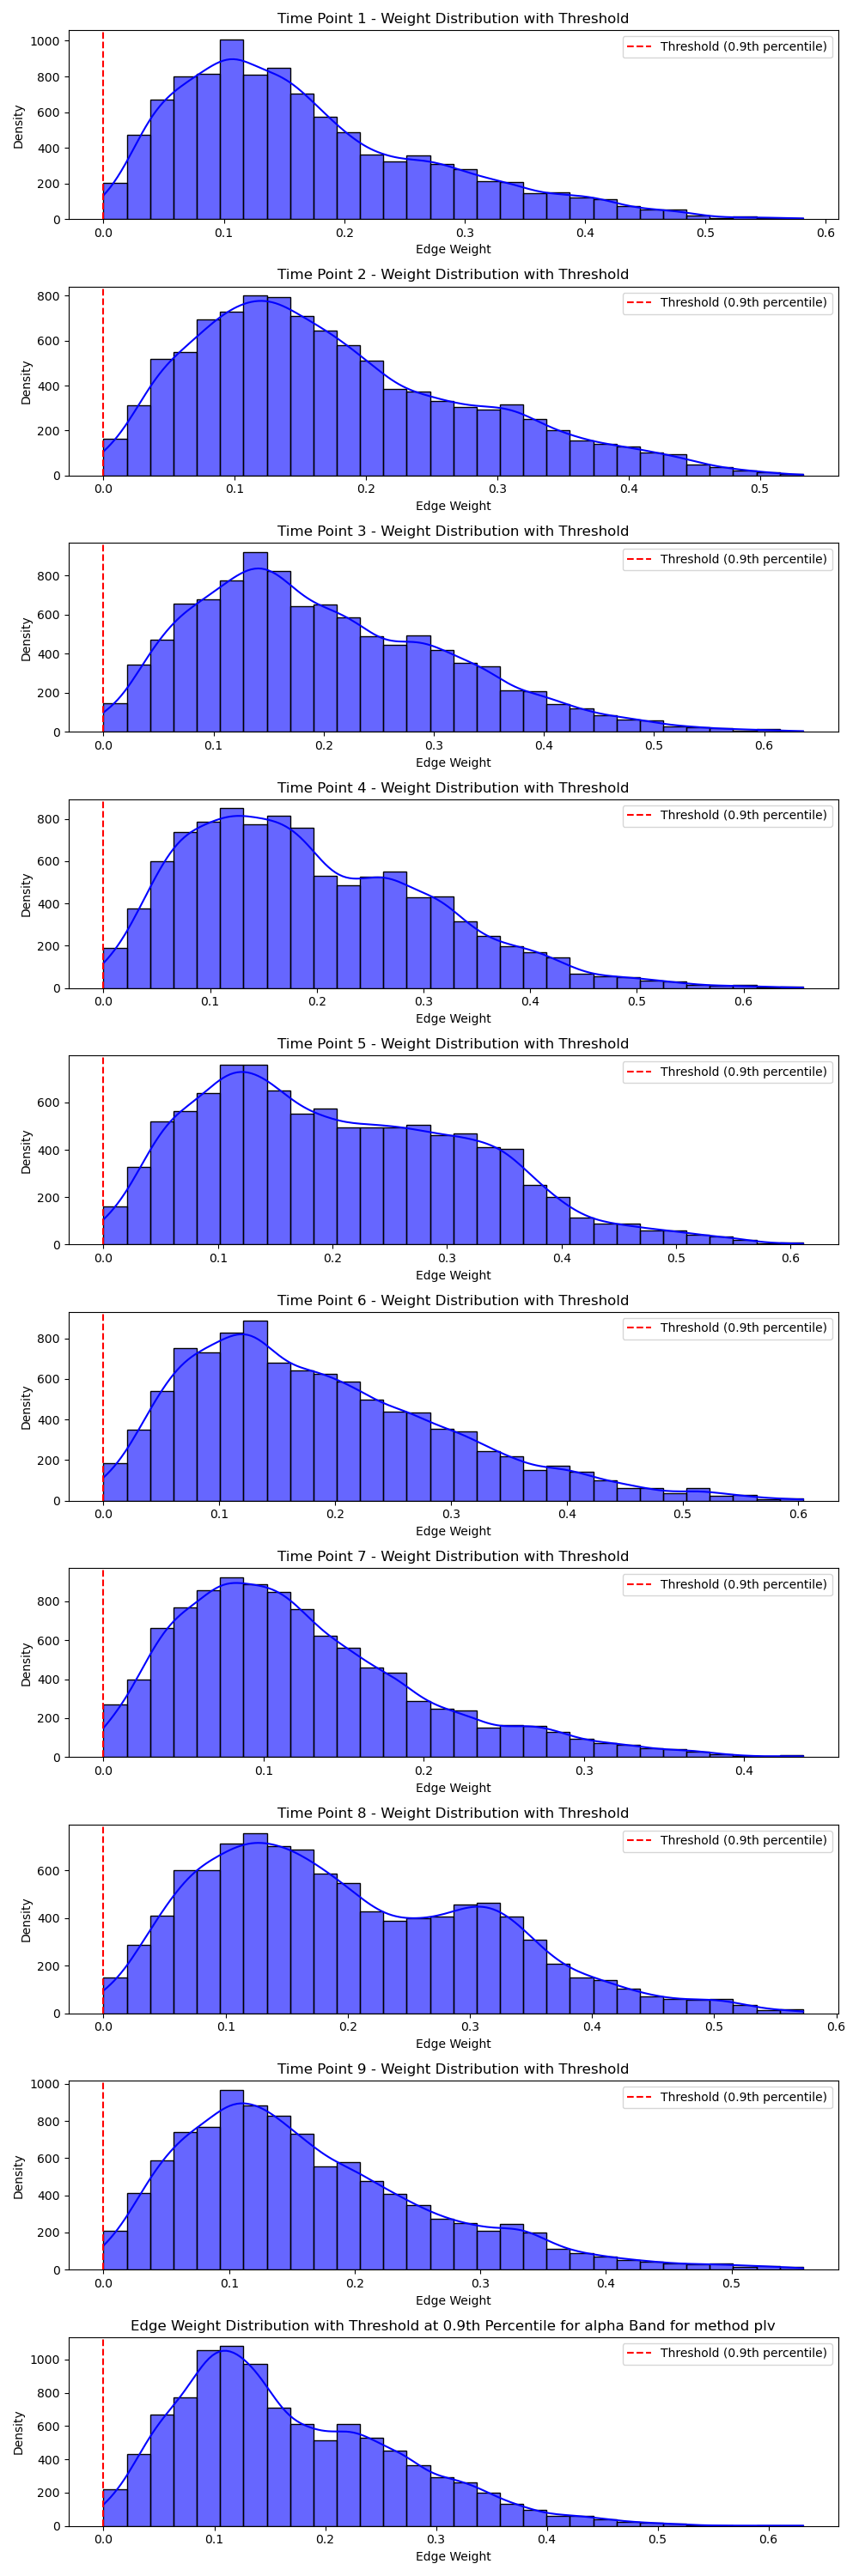 Time Point 1 - Weight Distribution with Threshold
1000
800
600
400
200
0
Density
Threshold (0.9th percentile)
0.0 0.1 0.2 0.3 0.4 0.5 0.6
Edge Weight
Time Point 2 - Weight Distribution with Threshold
800
600
400
200
0
Density
Threshold (0.9th percentile)
0.0 0.1 0.2 0.3 0.4 0.5
Edge Weight
Time Point 3 - Weight Distribution with Threshold
800
600
400
200
0
Density
Threshold (0.9th percentile)
0.0 0.1 0.2 0.3 0.4 0.5 0.6
Edge Weight
Time Point 4 - Weight Distribution with Threshold
800
600
400
200
0
Density
Threshold (0.9th percentile)
0.0 0.1 0.2 0.3 0.4 0.5 0.6
Edge Weight
Time Point 5 - Weight Distribution with Threshold
600
400
200
0
Density
Threshold (0.9th percentile)
0.0 0.1 0.2 0.3 0.4 0.5 0.6
Edge Weight
Time Point 6 - Weight Distribution with Threshold
800
600
400
200
0
Density
Threshold (0.9th percentile)
0.0 0.1 0.2 0.3 0.4 0.5 0.6
Edge Weight
Time Point 7 - Weight Distribution with Threshold
800
600
400
200
0
Density
Threshold (0.9th percentile)
0.0 0.1 0.2 0.3 0.4
Edge Weight
Time Point 8 - Weight Distribution with Threshold
600
400
200
0
Density
Threshold (0.9th percentile)
0.0 0.1 0.2 0.3 0.4 0.5 0.6
Edge Weight
Time Point 9 - Weight Distribution with Threshold
1000
800
600
400
200
0
Density
Threshold (0.9th percentile)
0.0 0.1 0.2 0.3 0.4 0.5
Edge Weight
Edge Weight Distribution with Threshold at 0.9th Percentile for alpha Band for method plv
1000
800
600
400
200
0
Density
Threshold (0.9th percentile)
0.0 0.1 0.2 0.3 0.4 0.5 0.6
Edge Weight